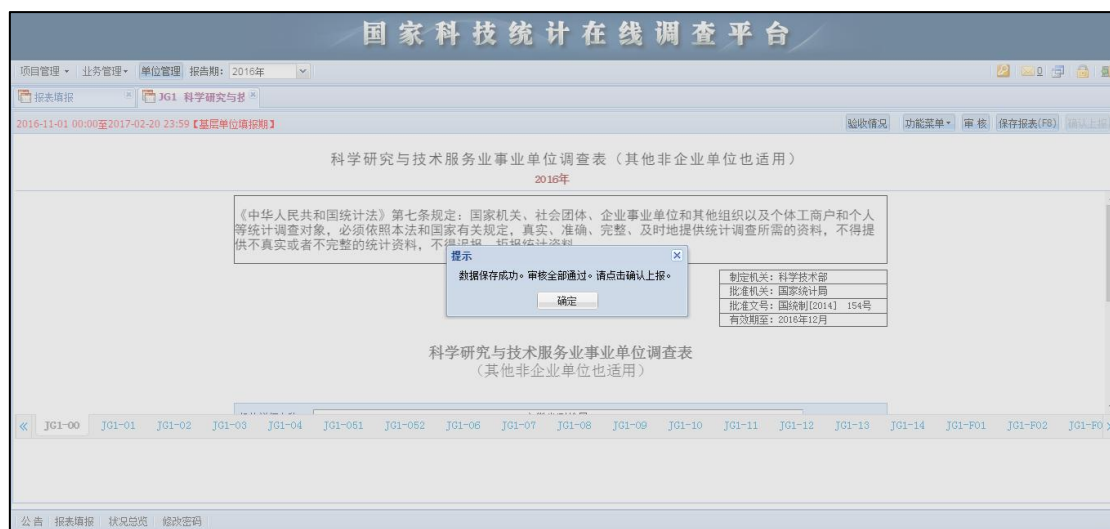 国家科技统计在线调查平台
项目管理 业务管理 单位管理 报告期： 2016年
报表填报 JG1 科学研究与技
2016-11-01 00:00至2017-02-20 23:59【基层单位填报期】 验收情况 功能菜单 审核 保存报表(F8) 确认上报
科学研究与技术服务业事业单位调查表（其他非企业单位也适用）
2016年
《中华人民共和国统计法》第七条规定：国家机关、社会团体、企业事业单位和其他组织以及个体工商户和个人
等统计调查对象，必须依照本法和国家有关规定，真实、准确、完整、及时地提供统计调查所需的资料，不得提
供不真实或者不完整的统计资料，不得迟报、拒报统计资料
提示
数据保存成功。审核全部通过。请点击确认上报。
确定
制定机关：科学技术部
批准机关：国家统计局
批准文号：国统制[2014] 154号
有效期至：2016年12月
科学研究与技术服务业事业单位调查表
（其他非企业单位也适用）
JG1-00 JG1-01 JG1-02 JG1-03 JG1-04 JG1-051 JG1-052 JG1-06 JG1-07 JG1-08 JG1-09 JG1-10 JG1-11 JG1-12 JG1-13 JG1-14 JG1-F01 JG1-F02 JG1-F0
公告 报表填报 状况总览 修改密码